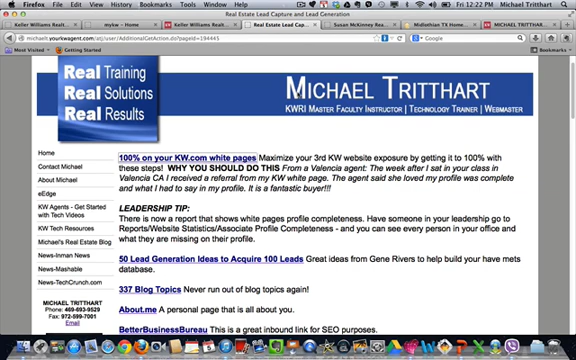 Firefox File Edit View History Bookmarks Tools Window Help Fri 12:22 PM Michael Tritthart
Real Estate Lead Capture and Lead Generation
Keller Williams Realt... mykw - Home Keller Williams Realt... Real Estate Lead Cap... Susan McKinney Read... Midlothian TX Home... MICHAEL TRITTHART...
Google
Most Visited Getting Started Bookmarks
Real Training
Real Solutions
Real Results
MICHAEL TRITTHART
KWRI MASTER FACULTY INSTRUCTOR | TECHNOLOGY TRAINER | WEBMASTER
Home
Contact Michael
About Michael
eEdge
KW Agents - Get Started
with Tech Videos
KW Tech Resources
Michael's Real Estate Blog
News-Inman News
News-Mashable
News-TechCrunch.com
MICHAEL TRITTHART
Phone: 469-693-9529
Fax: 972-599-7001
Email
100% on your KW.com white pages Maximize your 3rd KW website exposure by getting it to 100% with
these steps! WHY YOU SHOULD DO THIS From a Valencia agent: The week after I sat in your class in
Valencia CA I received a referral from my KW white page. The agent said she loved my profile was complete
and what I had to say in my profile. It is a fantastic buyer!!!
LEADERSHIP TIP:
There is now a report that shows white pages profile completeness. Have someone in your leadership go to
Reports/Website Statistics/Associate Profile Completeness - and you can see every person in your office and
what they are missing on their profile.
50 Lead Generation Ideas to Acquire 100 Leads Great ideas from Gene Rivers to help build your have mets
database.
337 Blog Topics Never run out of blog topics again!
About.me A personal page that is all about you.
BetterBusinessBureau This is a great inbound link for SEO purposes.